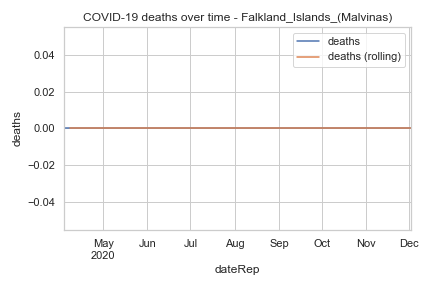 COVID-19 deaths over time - Falkland_Islands_(Malvinas)
deaths
deaths (rolling)
0.04
0.02
0.00
−0.02
−0.04
deaths
May Jun Jul Aug Sep Oct Nov Dec
2020
dateRep